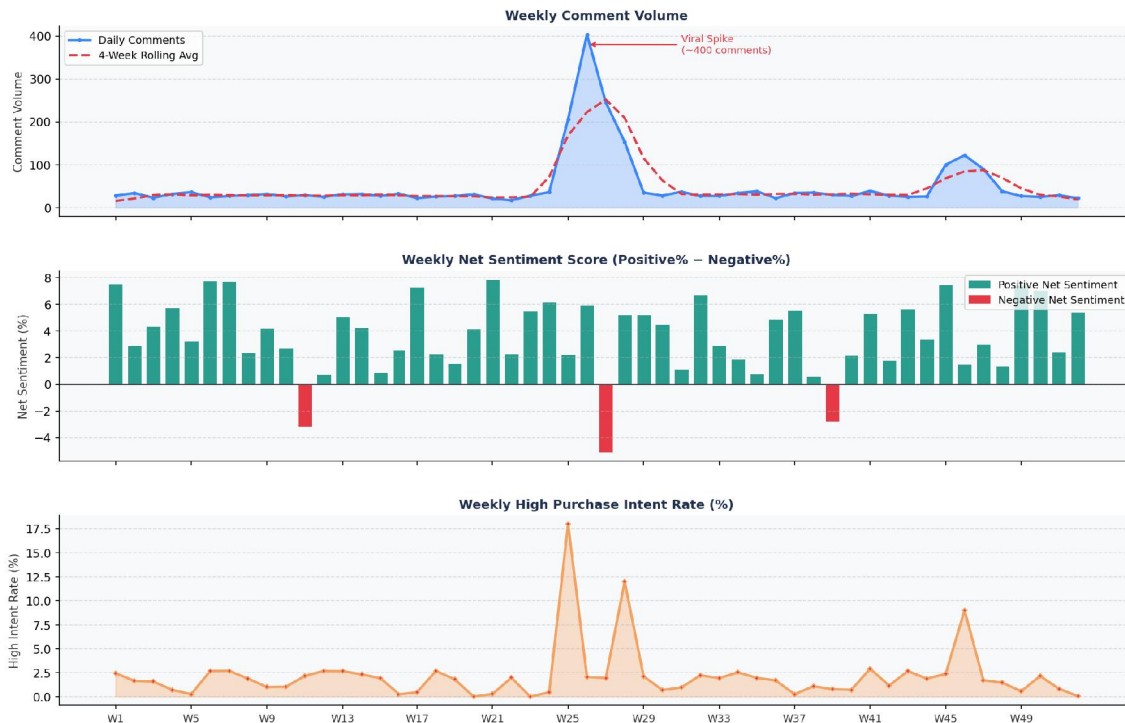 Weekly Comment Volume
Daily Comments
4-Week Rolling Avg
Viral Spike
(~400 comments)
Comment Volume
400
300
200
100
0
Weekly Net Sentiment Score (Positive% − Negative%)
Positive Net Sentiment
Negative Net Sentiment
Net Sentiment (%)
8
6
4
2
0
−2
−4
Weekly High Purchase Intent Rate (%)
High Intent Rate (%)
17.5
15.0
12.5
10.0
7.5
5.0
2.5
0.0
W1 W5 W9 W13 W17 W21 W25 W29 W33 W37 W41 W45 W49